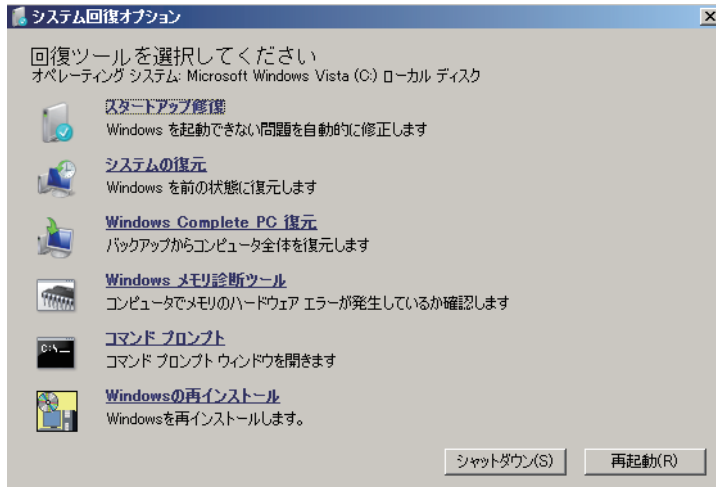 システム回復オプション
回復ツールを選択してください
オペレーティング システム: Microsoft Windows Vista (C:) ローカル ディスク
スタートアップ修復
Windows を起動できない問題を自動的に修正します
システムの復元
Windows を前の状態に復元します
Windows Complete PC 復元
バックアップからコンピュータ全体を復元します
Windows メモリ診断ツール
コンピュータでメモリのハードウェア エラーが発生しているか確認します
C:\_
コマンド プロンプト
コマンド プロンプト ウィンドウを開きます
Windowsの再インストール
Windowsを再インストールします。
シャットダウン(S) 再起動(R)